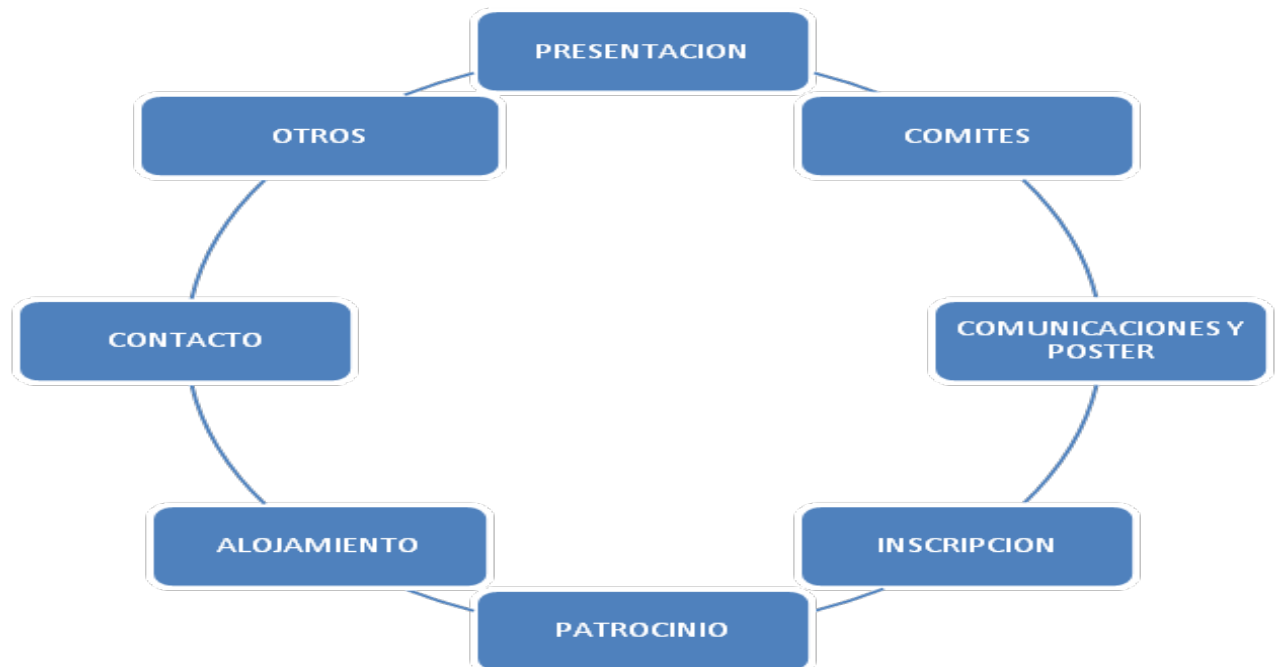 PRESENTACION
COMITES
COMUNICACIONES Y
POSTER
INSCRIPCION
PATROCINIO
ALOJAMIENTO
CONTACTO
OTROS